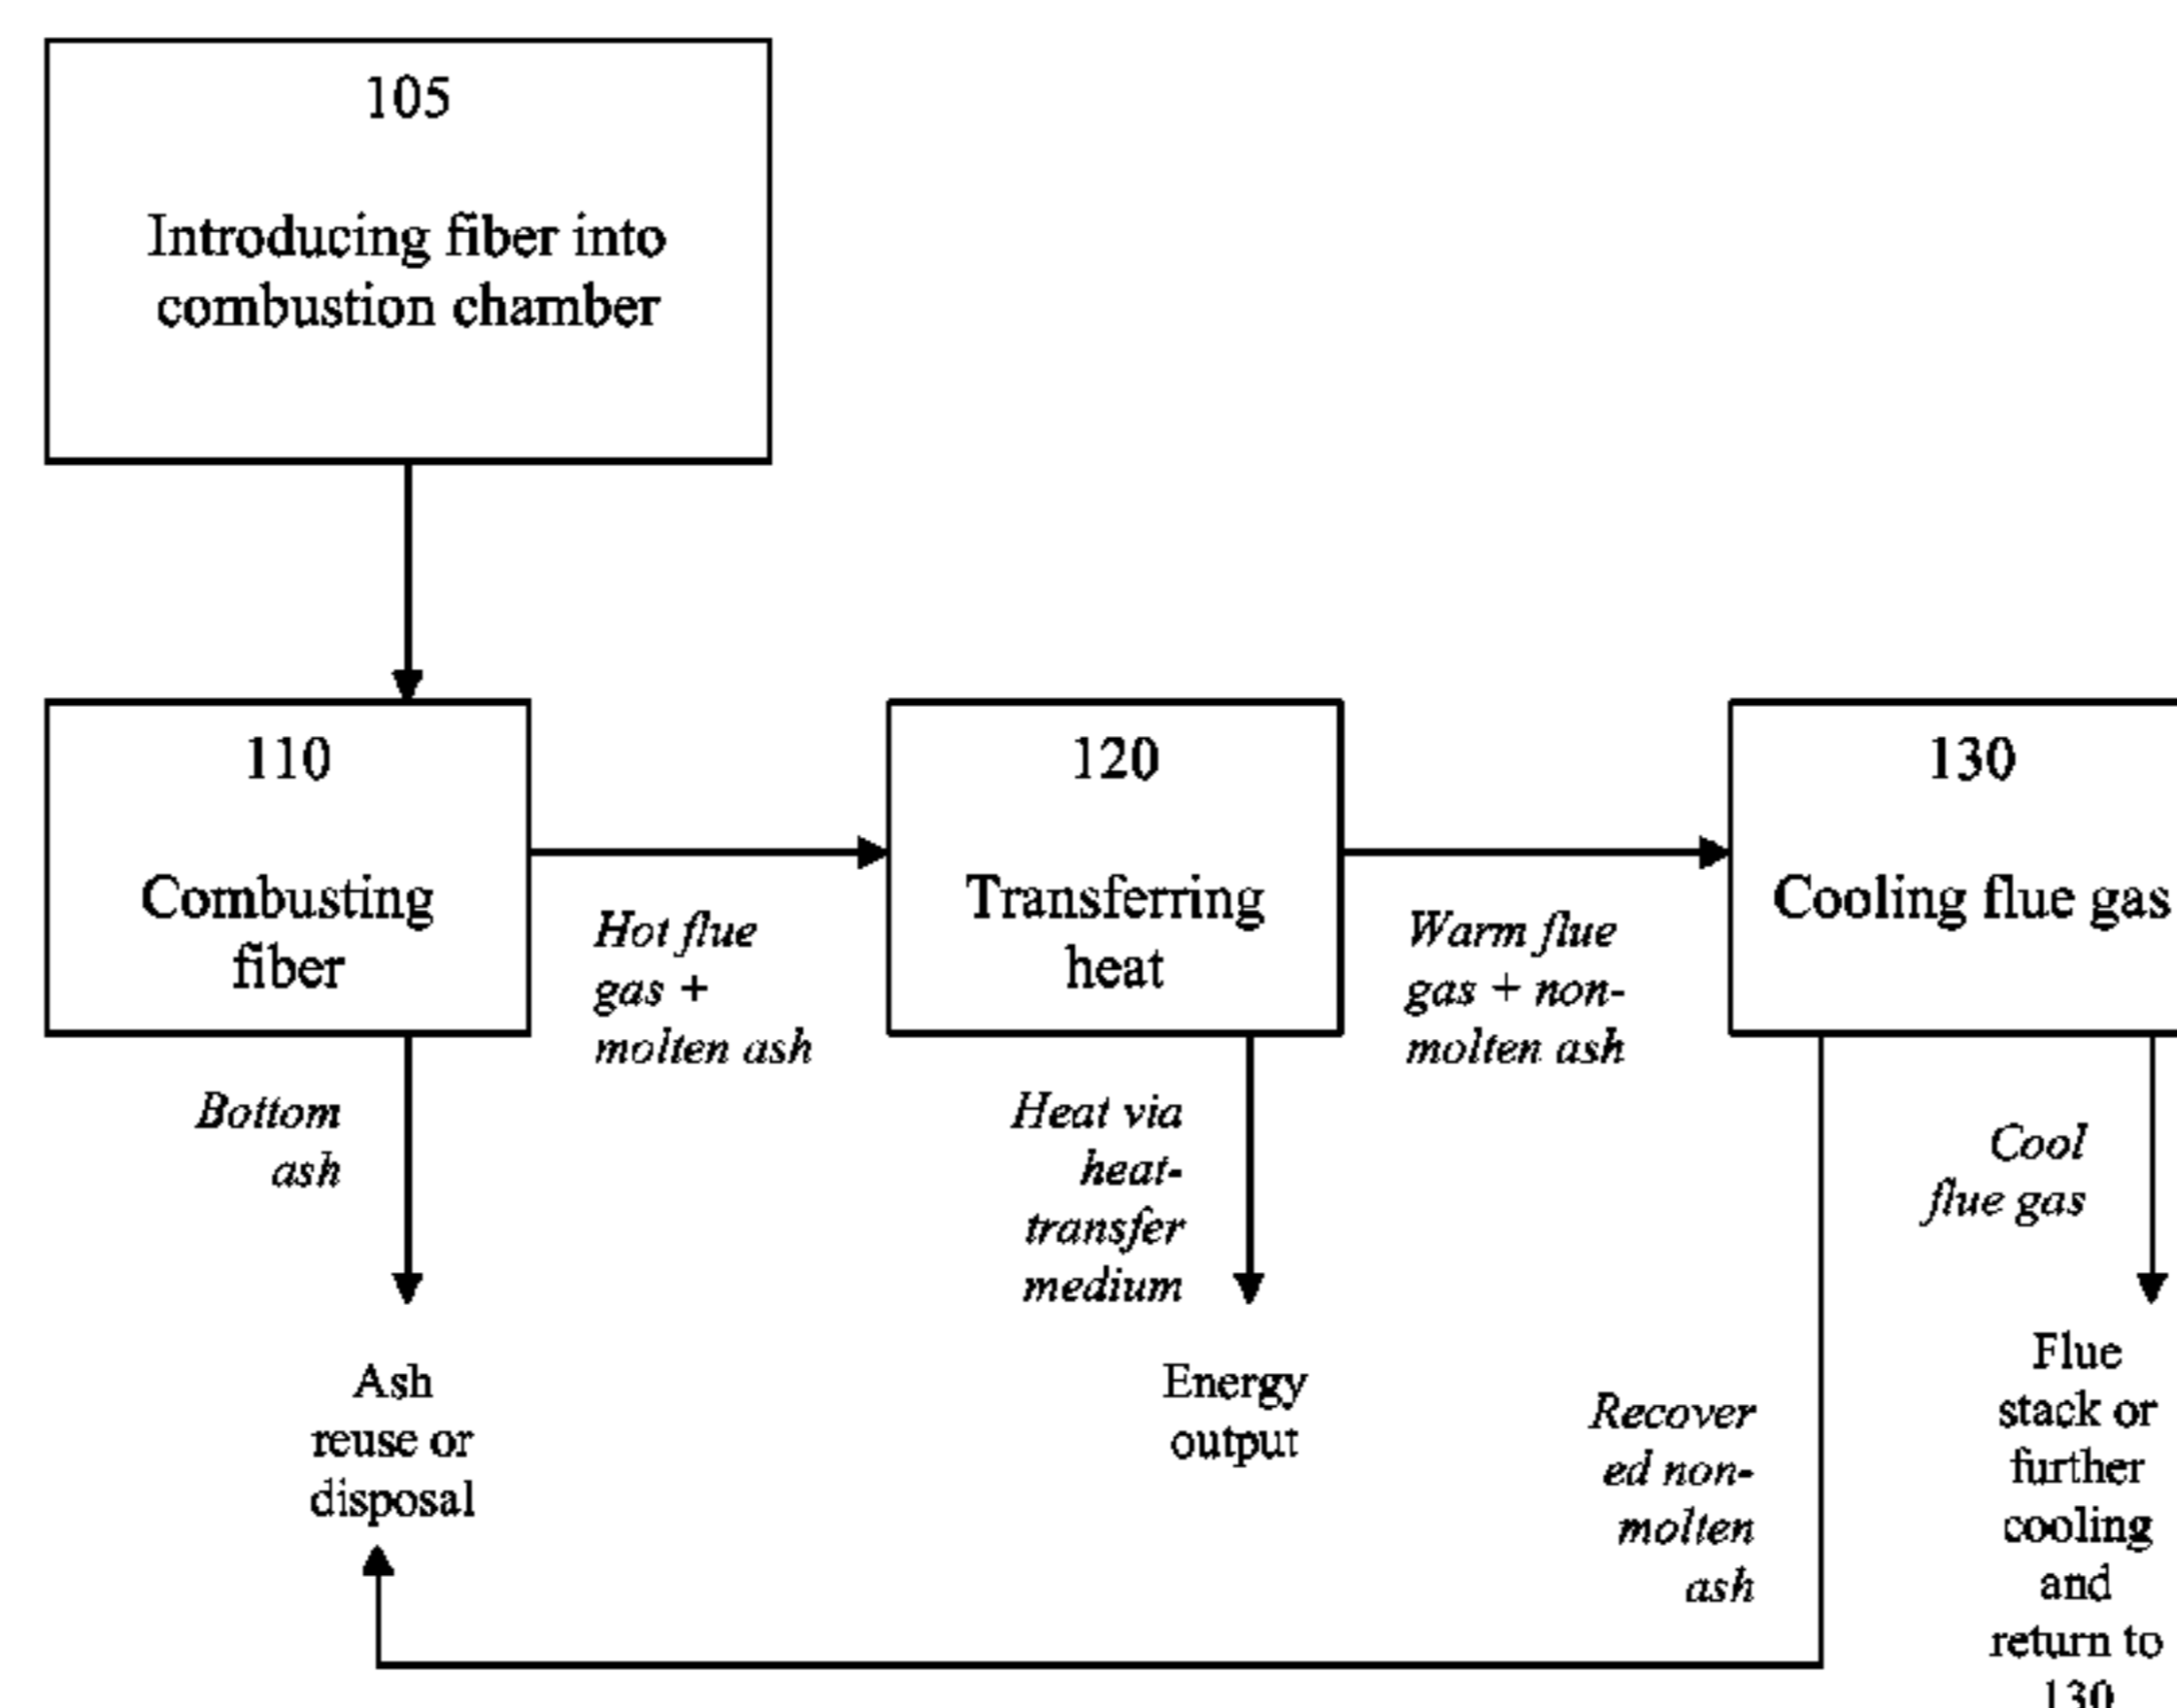 105
Introducing fiber into
combustion chamber
110
Combusting
fiber
Hot flue
gas +
molten ash
120
Transferring
heat
Warm flue
gas + non-
molten ash
130
Cooling flue gas
Bottom
ash
Heat via
heat-
transfer
medium
Cool
flue gas
Ash
reuse or
disposal
Energy
output
Recover
ed non-
molten
ash
Flue
stack or
further
cooling
and
return to
130